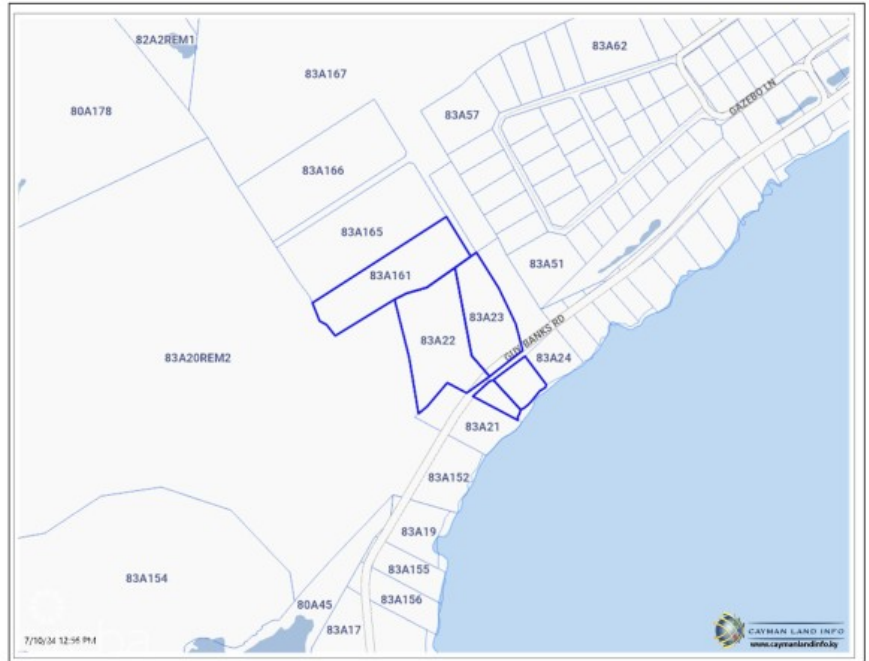 82A2REM1
83A62
83A167
80A178
83A57
GAZEBO LN
83A166
83A165
83A161
83A51
83A23
GUY BANKS RD
83A22
83A24
83A20REM2
83A21
83A152
83A19
83A155
83A154
83A156
80A45
83A17
7/10/24 12:56 PM
CAYMAN LAND INFO
www.caymanlandinfo.ky